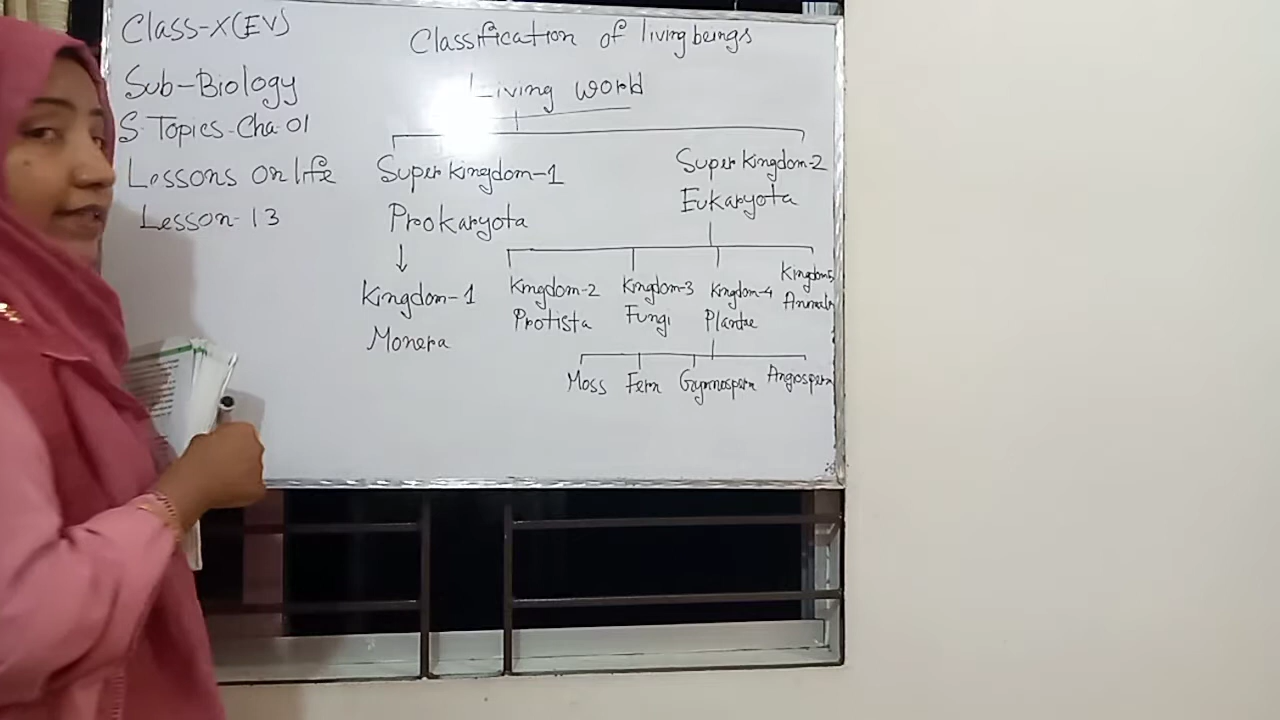 Class-X(EV)
Sub-Biology
S. Topics-Cha-01
Lessons on life
Lesson-13
Classification of living beings
Living world
Super kingdom-1
Prokaryota
Kingdom-1
Monera
Super kingdom-2
Eukaryota
Kingdom-2
Protista
Kingdom-3
Fungi
Kingdom-4
Plantae
Kingdom-5
Moss Fern Gymnosperm Angiosperm